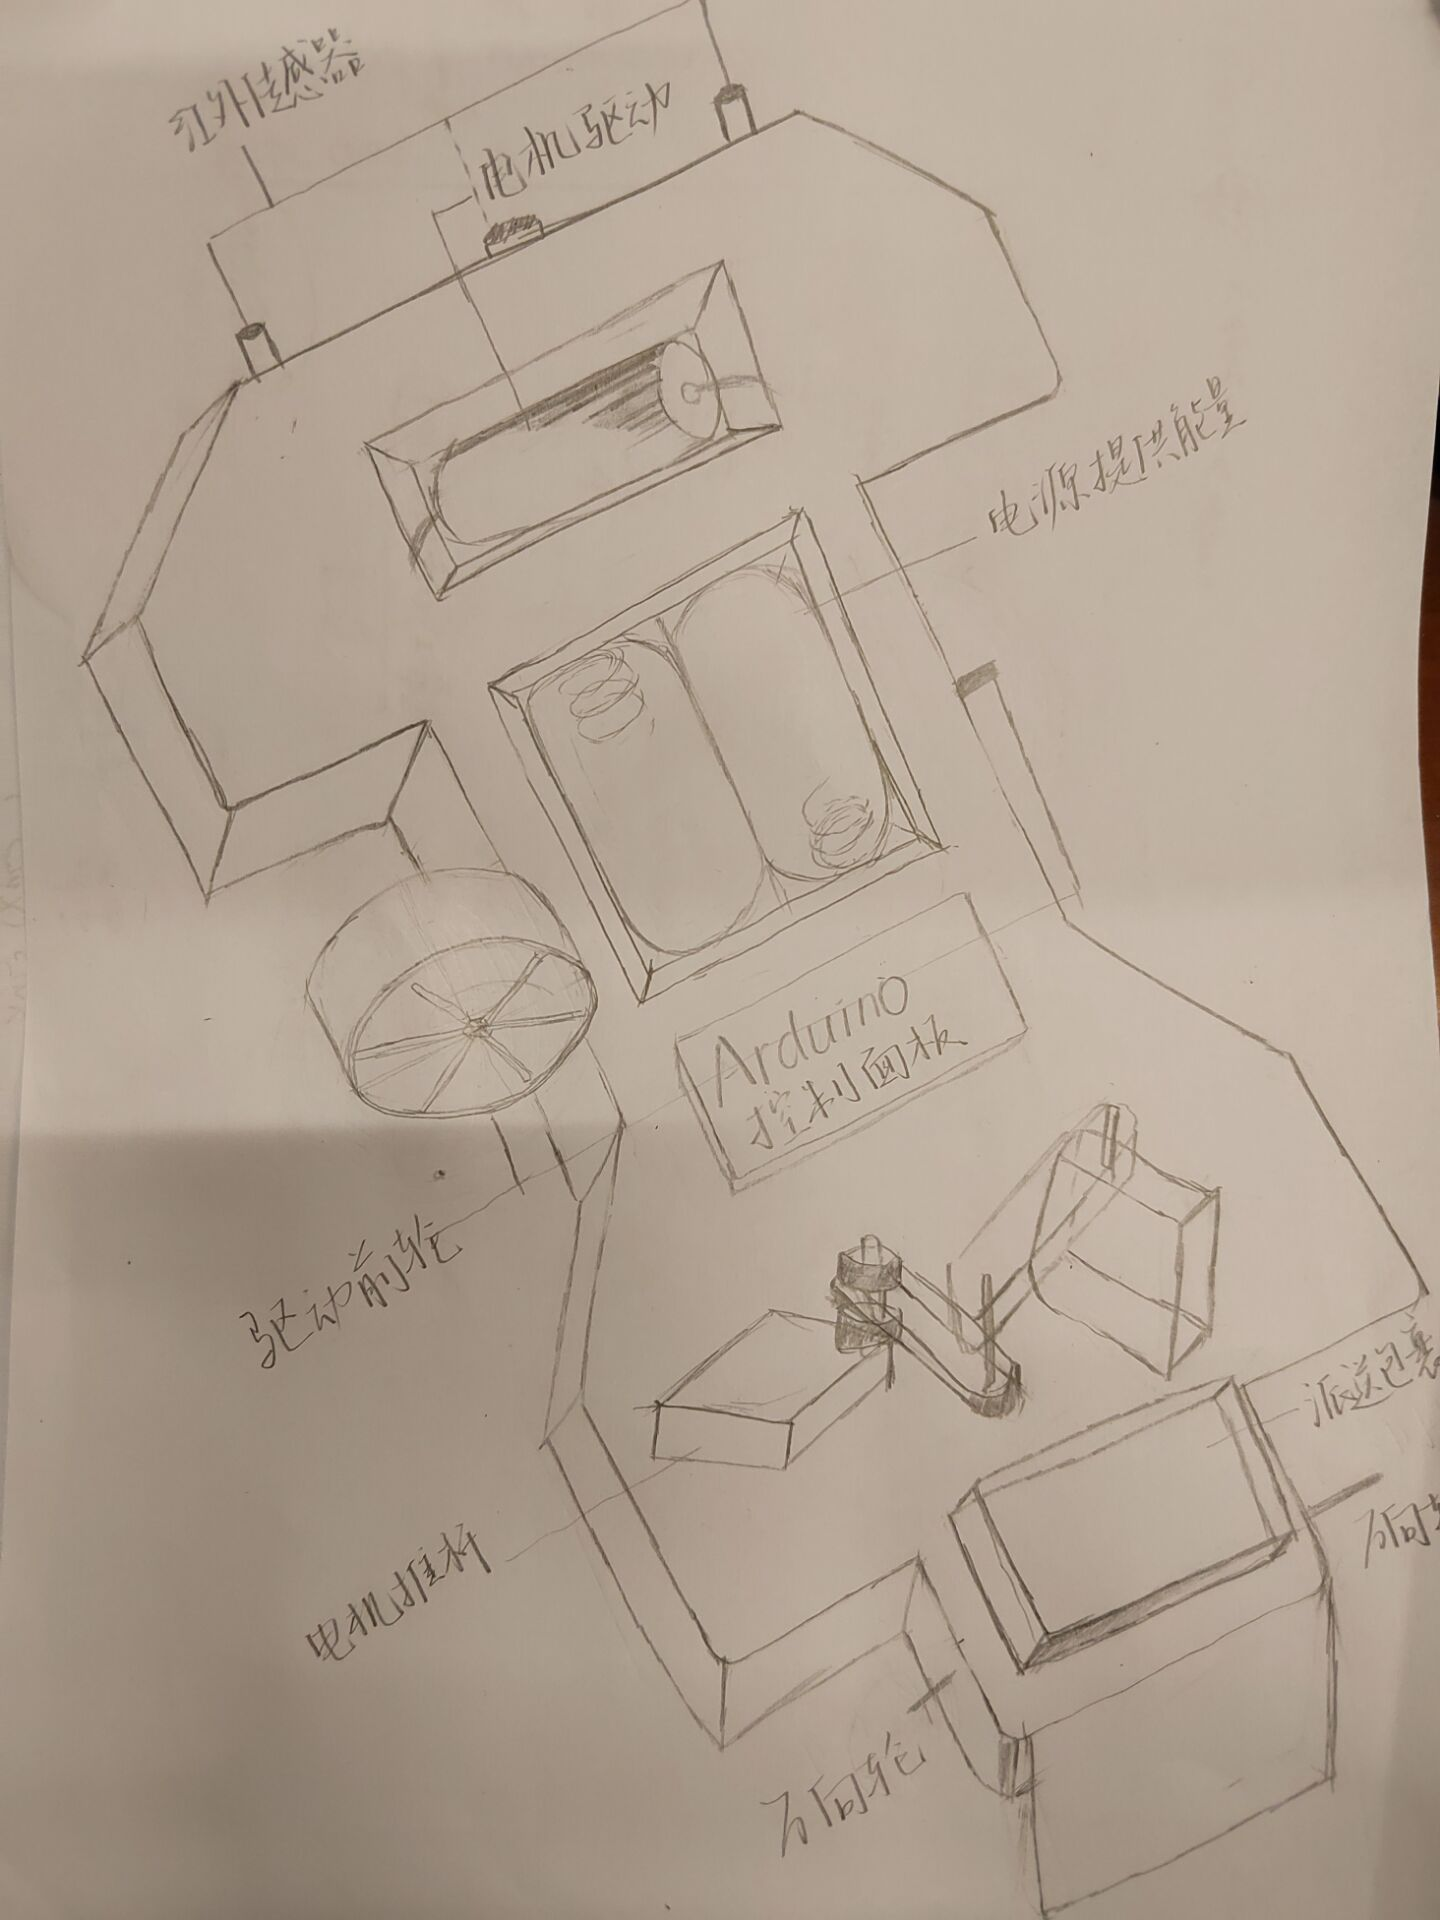 红外传感器
电机驱动
电源提供能量
Arduino
控制面板
驱动前轮
派送包裹
电机推杆
万向
万向轮